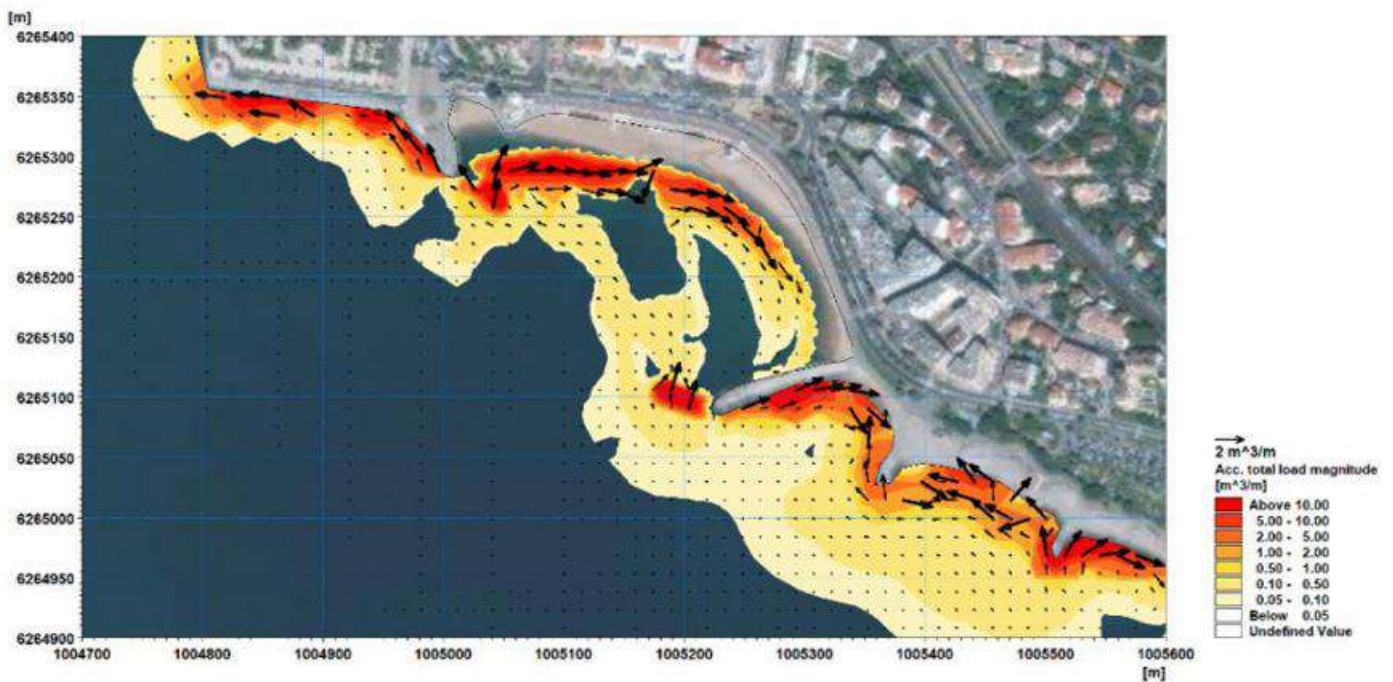 [m]
6265400
6265350
6265300
6265250
6265200
6265150
6265100
6265050
6265000
6264950
6264900
1004700 1004800 1004900 1005000 1005100 1005200 1005300 1005400 1005500 1005600
[m]
2 m^3/m
Acc. total load magnitude
[m^3/m]
Above 10.00
5.00 - 10.00
2.00 - 5.00
1.00 - 2.00
0.50 - 1.00
0.10 - 0.50
0.05 - 0.10
Below 0.05
Undefined Value